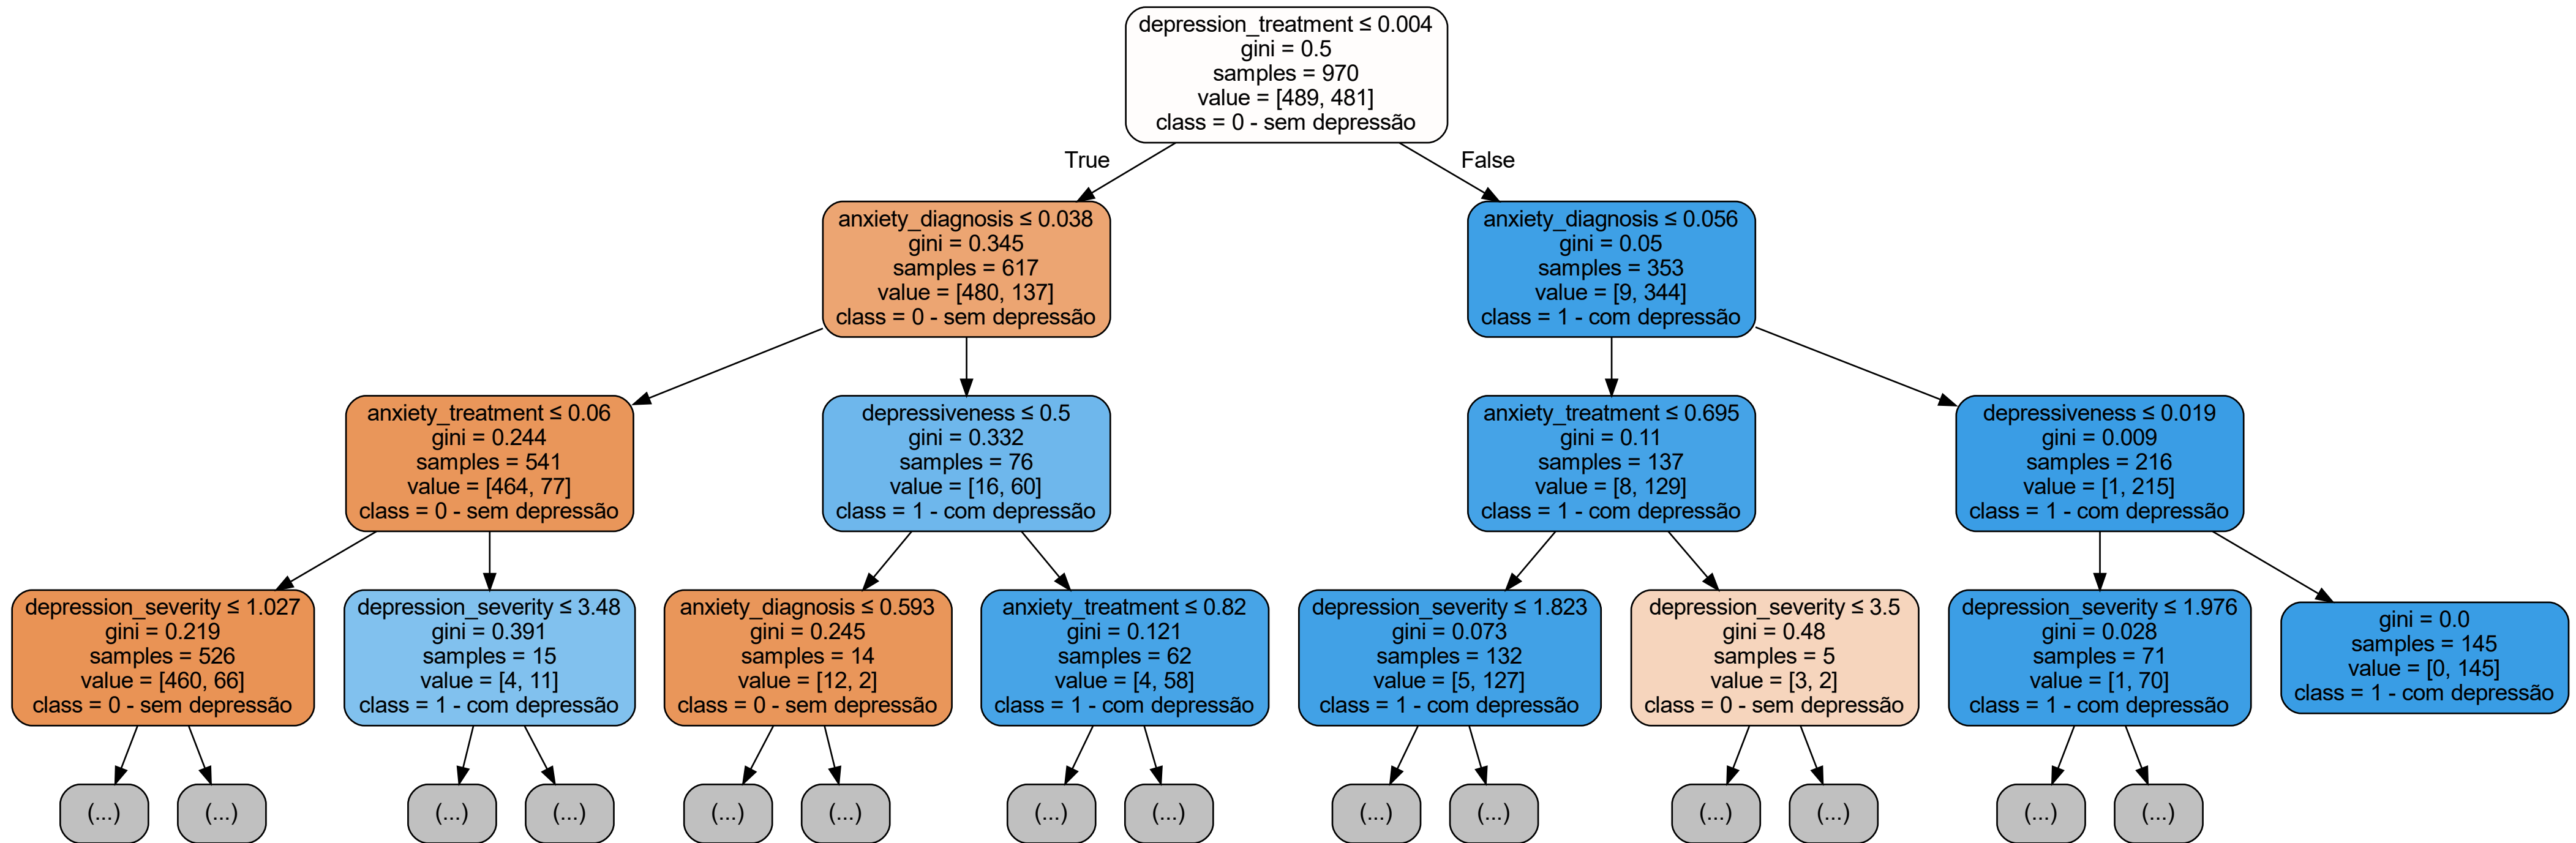 depression_treatment ≤ 0.004
gini = 0.5
samples = 970
value = [489, 481]
class = 0 - sem depressão
True
False
anxiety_diagnosis ≤ 0.038
gini = 0.345
samples = 617
value = [480, 137]
class = 0 - sem depressão
anxiety_diagnosis ≤ 0.056
gini = 0.05
samples = 353
value = [9, 344]
class = 1 - com depressão
anxiety_treatment ≤ 0.06
gini = 0.244
samples = 541
value = [464, 77]
class = 0 - sem depressão
depressiveness ≤ 0.5
gini = 0.332
samples = 76
value = [16, 60]
class = 1 - com depressão
anxiety_treatment ≤ 0.695
gini = 0.11
samples = 137
value = [8, 129]
class = 1 - com depressão
depressiveness ≤ 0.019
gini = 0.009
samples = 216
value = [1, 215]
class = 1 - com depressão
depression_severity ≤ 1.027
gini = 0.219
samples = 526
value = [460, 66]
class = 0 - sem depressão
depression_severity ≤ 3.48
gini = 0.391
samples = 15
value = [4, 11]
class = 1 - com depressão
anxiety_diagnosis ≤ 0.593
gini = 0.245
samples = 14
value = [12, 2]
class = 0 - sem depressão
anxiety_treatment ≤ 0.82
gini = 0.121
samples = 62
value = [4, 58]
class = 1 - com depressão
depression_severity ≤ 1.823
gini = 0.073
samples = 132
value = [5, 127]
class = 1 - com depressão
depression_severity ≤ 3.5
gini = 0.48
samples = 5
value = [3, 2]
class = 0 - sem depressão
depression_severity ≤ 1.976
gini = 0.028
samples = 71
value = [1, 70]
class = 1 - com depressão
gini = 0.0
samples = 145
value = [0, 145]
class = 1 - com depressão
(...)
(...)
(...)
(...)
(...)
(...)
(...)
(...)
(...)
(...)
(...)
(...)
(...)
(...)